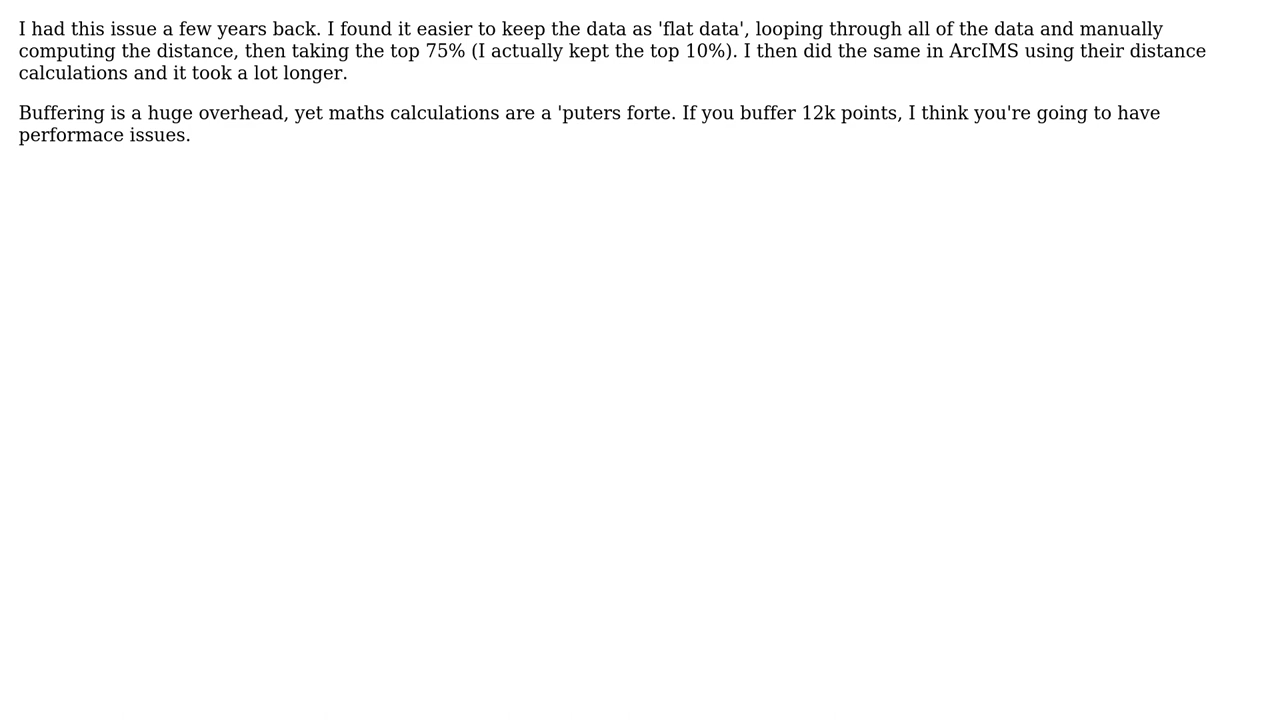 I had this issue a few years back. I found it easier to keep the data as 'flat data', looping through all of the data and manually
computing the distance, then taking the top 75% (I actually kept the top 10%). I then did the same in ArcIMS using their distance
calculations and it took a lot longer.
Buffering is a huge overhead, yet maths calculations are a 'puters forte. If you buffer 12k points, I think you're going to have
performace issues.